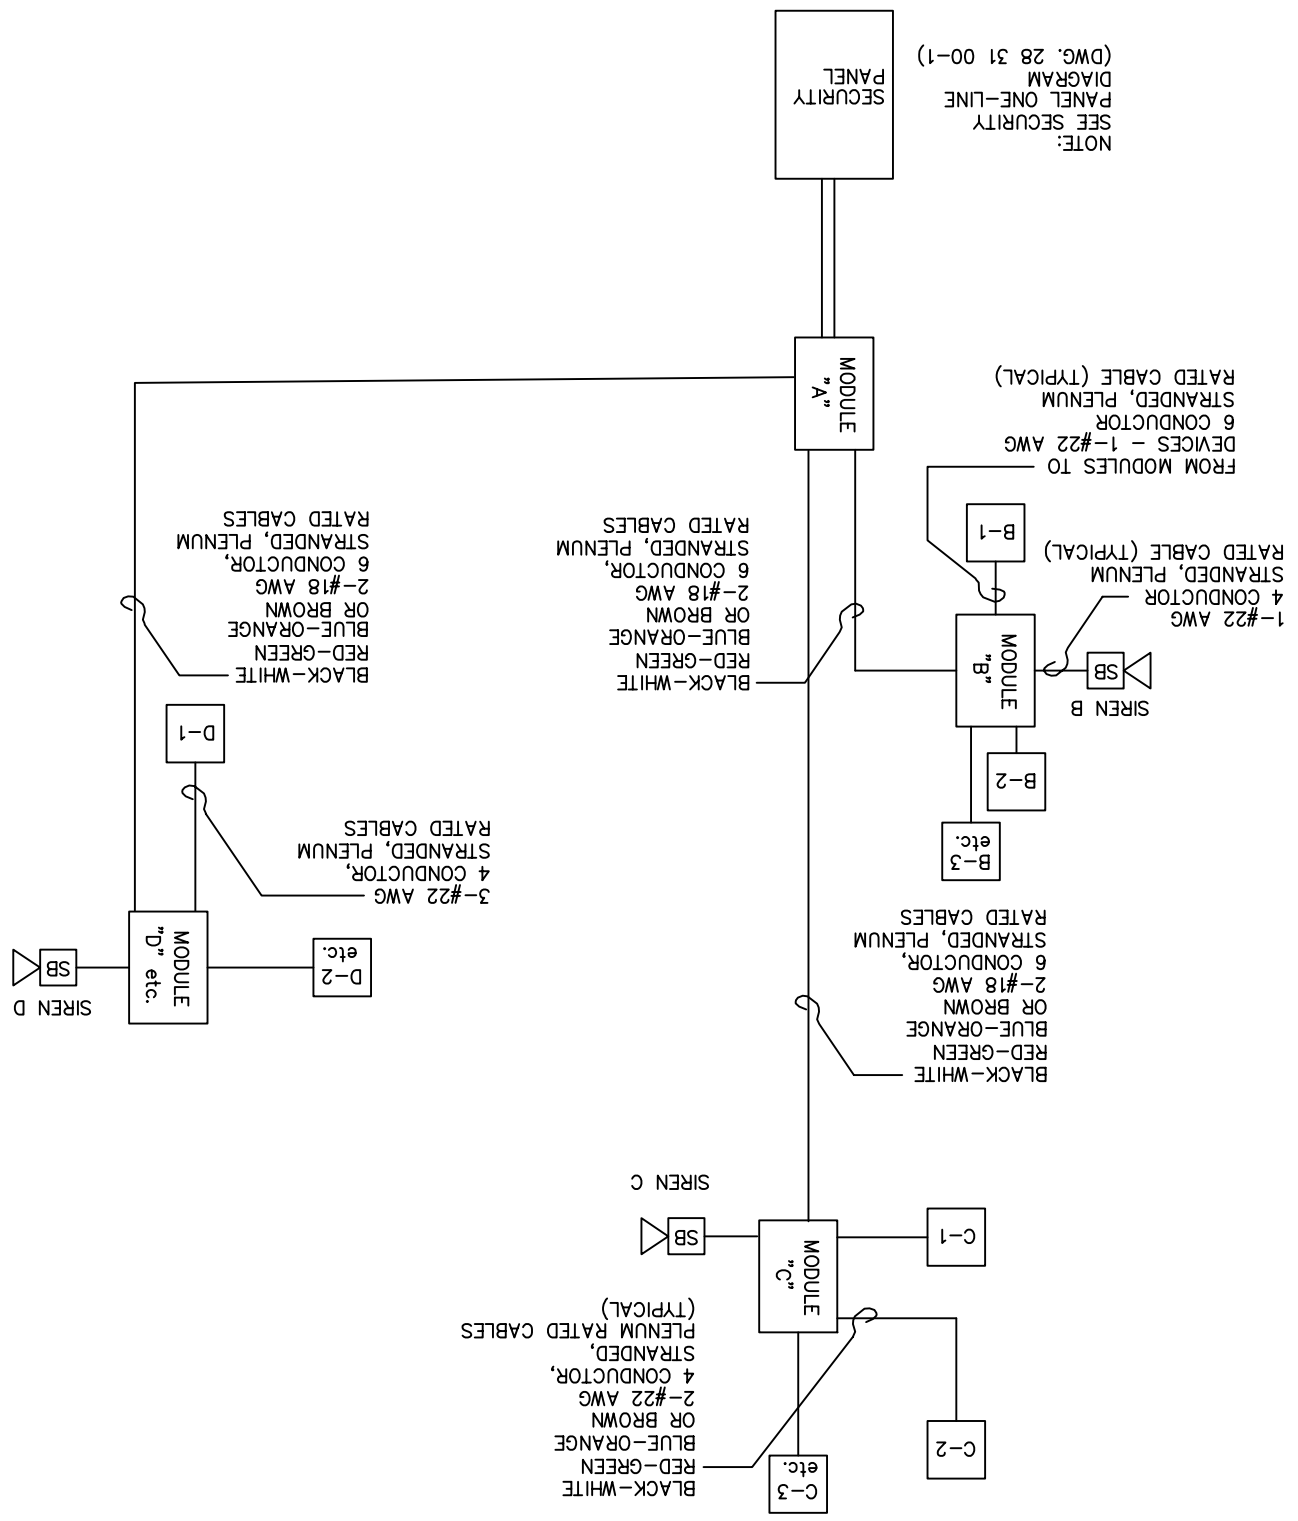 BLACK-WHITE
RED-GREEN
BLUE-ORANGE
OR BROWN
2-#22 AWG
4 CONDUCTOR,
STRANDED,
PLENUM RATED CABLES
(TYPICAL)
C-3
etc.
C-2
C-1
MODULE
"C"
SB
SIREN C
BLACK-WHITE
RED-GREEN
BLUE-ORANGE
OR BROWN
2-#18 AWG
6 CONDUCTOR,
STRANDED, PLENUM
RATED CABLES
SIREN D
SB
MODULE
"D" etc.
D-2
etc.
3-#22 AWG
4 CONDUCTOR,
STRANDED, PLENUM
RATED CABLES
D-1
B-3
etc.
B-2
SIREN B
SB
MODULE
"B"
BLACK-WHITE
RED-GREEN
BLUE-ORANGE
OR BROWN
2-#18 AWG
6 CONDUCTOR,
STRANDED, PLENUM
RATED CABLES
BLACK-WHITE
RED-GREEN
BLUE-ORANGE
OR BROWN
2-#18 AWG
6 CONDUCTOR,
STRANDED, PLENUM
RATED CABLES
1-#22 AWG
4 CONDUCTOR
STRANDED, PLENUM
RATED CABLE (TYPICAL)
B-1
FROM MODULES TO
DEVICES - 1-#22 AWG
6 CONDUCTOR
STRANDED, PLENUM
RATED CABLE (TYPICAL)
MODULE
"A"
NOTE:
SEE SECURITY
PANEL ONE-LINE
DIAGRAM
(DWG. 28 31 00-1)
SECURITY
PANEL